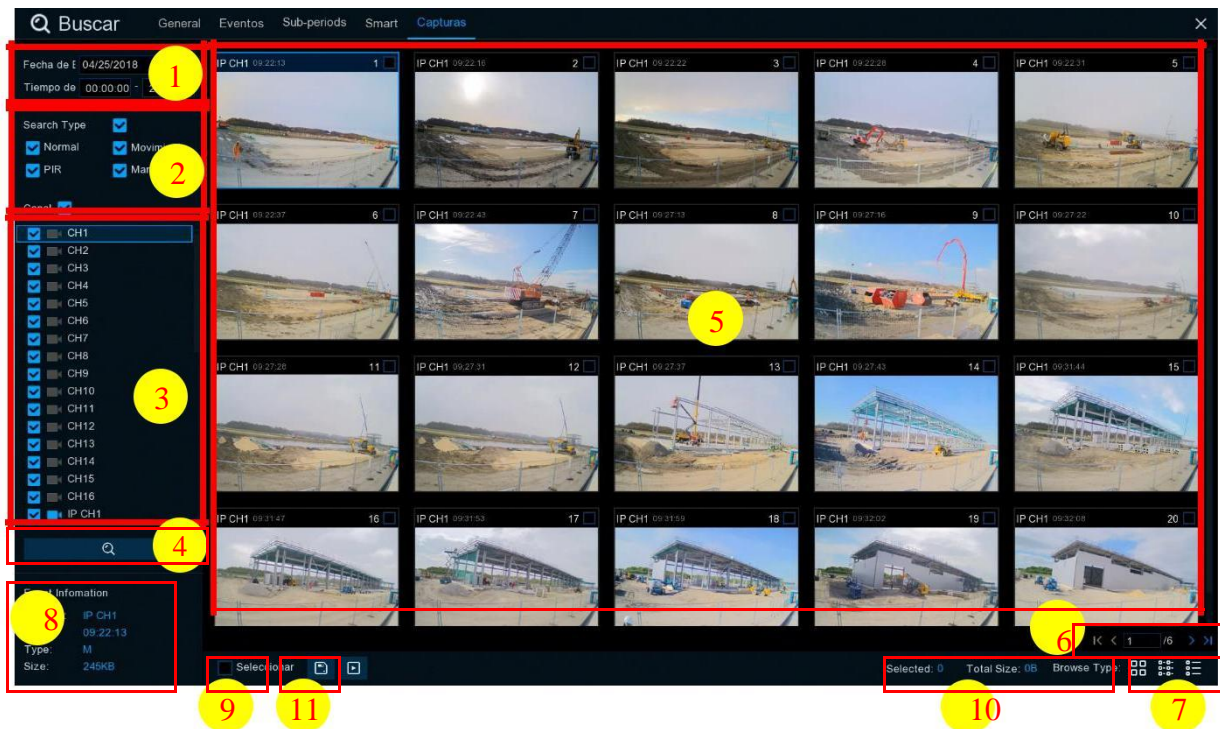 Buscar General Eventos Sub-periods Smart Capturas
Fecha de E 04/25/2018
1
Tiempo de 00:00:00 -
Search Type
Normal
PIR
2
CH1
CH2
CH3
CH4
CH5
CH6
CH7
CH8
CH9
CH10
CH11
CH12
CH13
CH14
CH15
CH16
IP CH1
3
4
IP CH1 09:22:13 1
IP CH1 09:22:16 2
IP CH1 09:22:22 3
IP CH1 09:22:28 4
IP CH1 09:22:31 5
IP CH1 09:22:37 6
IP CH1 09:22:43 7
IP CH1 09:27:13 8
IP CH1 09:27:16 9
IP CH1 09:27:22 10
5
IP CH1 09:27:28 11
IP CH1 09:27:31 12
IP CH1 09:27:37 13
IP CH1 09:27:43 14
IP CH1 09:31:44 15
IP CH1 09:31:47 16
IP CH1 09:31:53 17
IP CH1 09:31:59 18
IP CH1 09:32:02 19
IP CH1 09:32:08 20
Infomation
8
IP CH1
09:22:13
Type: M
Size: 245KB
6
1 /6
Seleccionar
Selected: 0 Total Size: 0B Browse Type:
9
11
10
7